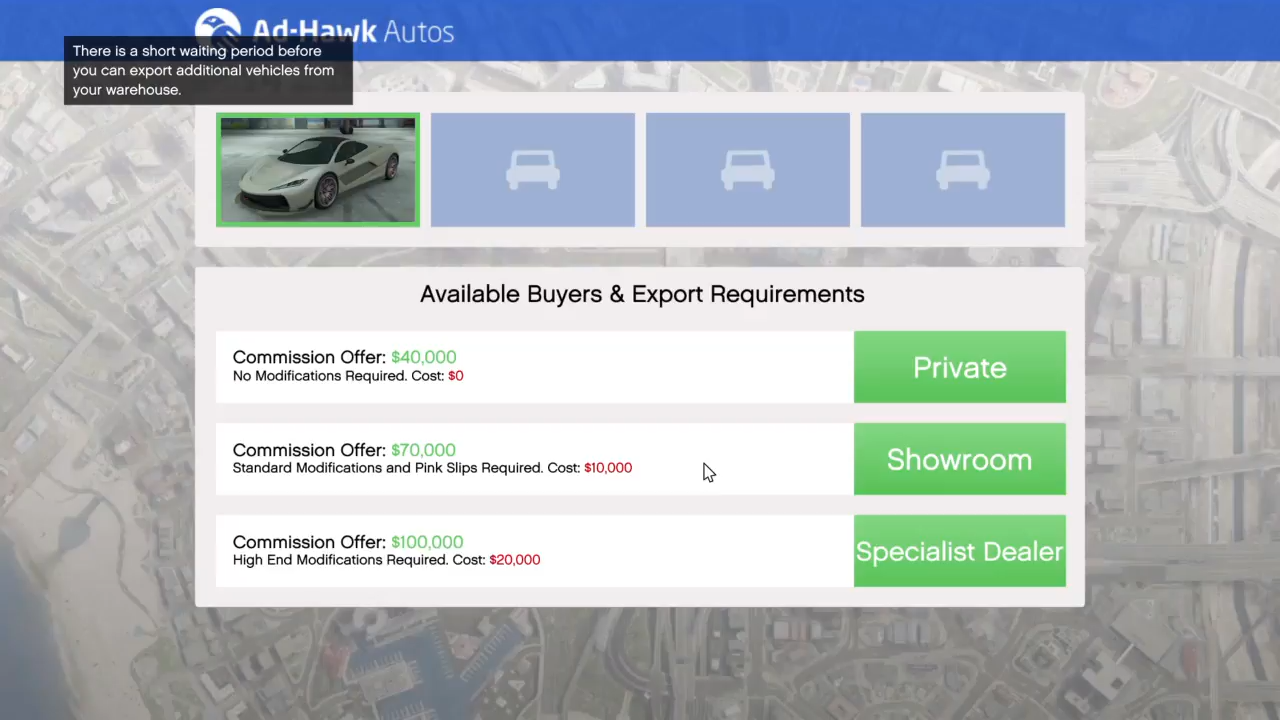 Ad-Hawk Autos
There is a short waiting period before
you can export additional vehicles from
your warehouse.
Available Buyers & Export Requirements
Commission Offer: $40,000
No Modifications Required. Cost: $0
Private
Commission Offer: $70,000
Standard Modifications and Pink Slips Required. Cost: $10,000
Showroom
Commission Offer: $100,000
High End Modifications Required. Cost: $20,000
Specialist Dealer